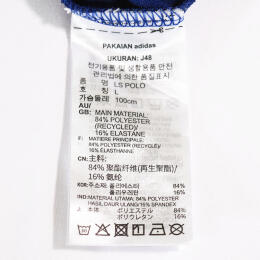 PAKAIAN adidas
UKURAN: J48
전기용품 및 생활용품 안전
관리법에 의한 품질표시
품 명 LS POLO
호 칭 L
가슴둘레 100cm
AU/
GB: MAIN MATERIAL:
84% POLYESTER
(RECYCLED)/
16% ELASTANE
IF: MATIÈRE PRINCIPALE:
84% POLYESTER (RECYCLÉ)/
16% ÉLASTHANNE
CN: 主料:
84% 聚酯纤维(再生聚酯)/
16% 氨纶
KOR: 주소재: 폴리에스터 84%
폴리우레탄 16%
IND: MATERIAL UTAMA: 84% POLYESTER
HASIL DAUR ULANG/16% SPANDEX
本体 ポリエステル 84%
ポリウレタン 16%